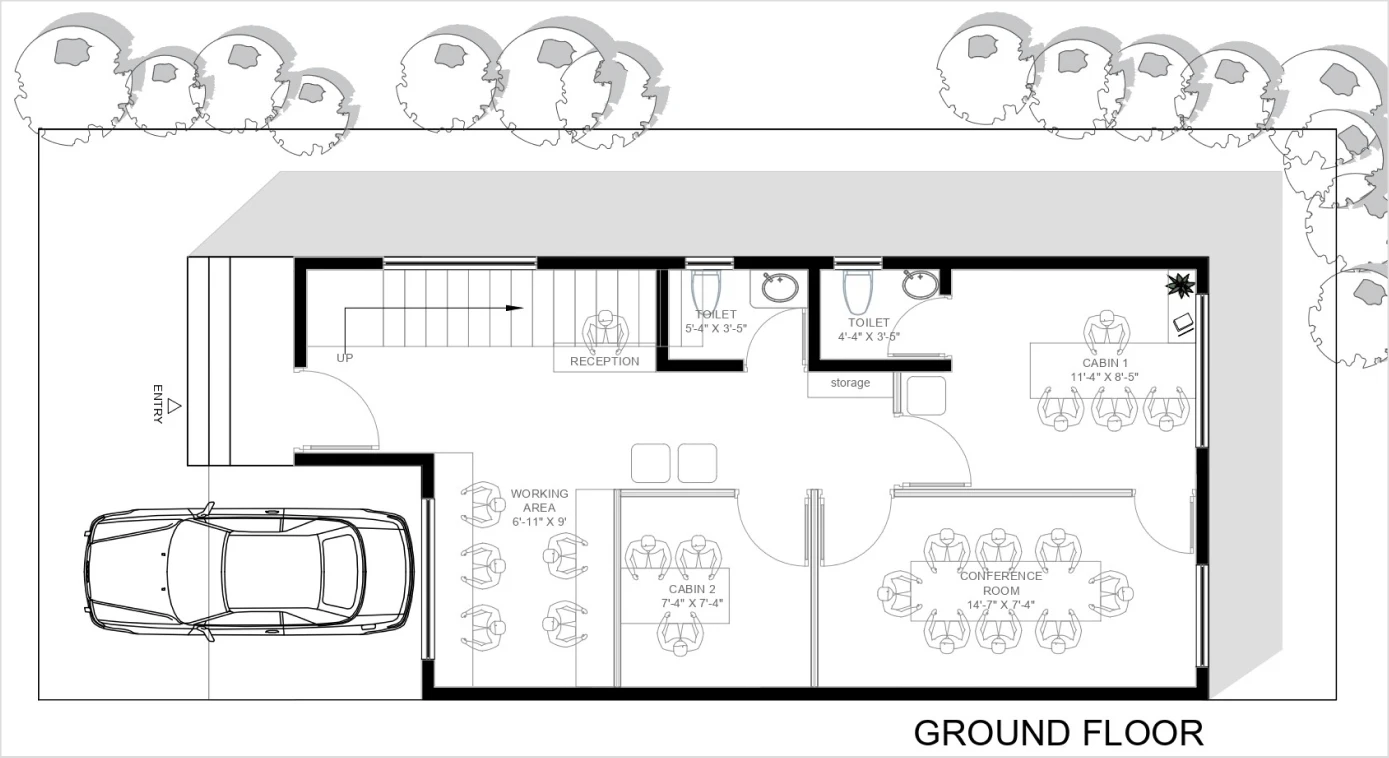 TOILET
5'-4" X 3'-5"
TOILET
4'-4" X 3'-5"
UP
RECEPTION
CABIN 1
11'-4" X 8'-5"
storage
ENTRY
WORKING
AREA
6'-11" X 9'
CABIN 2
7'-4" X 7'-4"
CONFERENCE
ROOM
14'-7" X 7'-4"
GROUND FLOOR